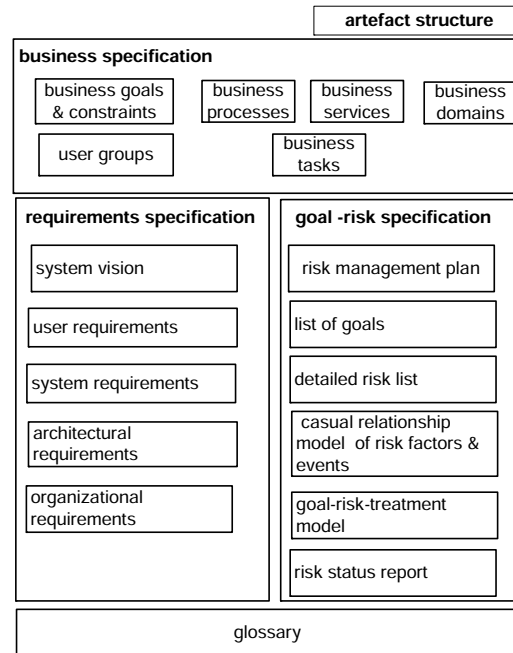 artefact structure
business specification
business goals
& constraints
business
processes
business
services
business
domains
user groups
business
tasks
requirements specification
system vision
user requirements
system requirements
architectural
requirements
organizational
requirements
goal -risk specification
risk management plan
list of goals
detailed risk list
casual relationship
model of risk factors &
events
goal-risk-treatment
model
risk status report
glossary